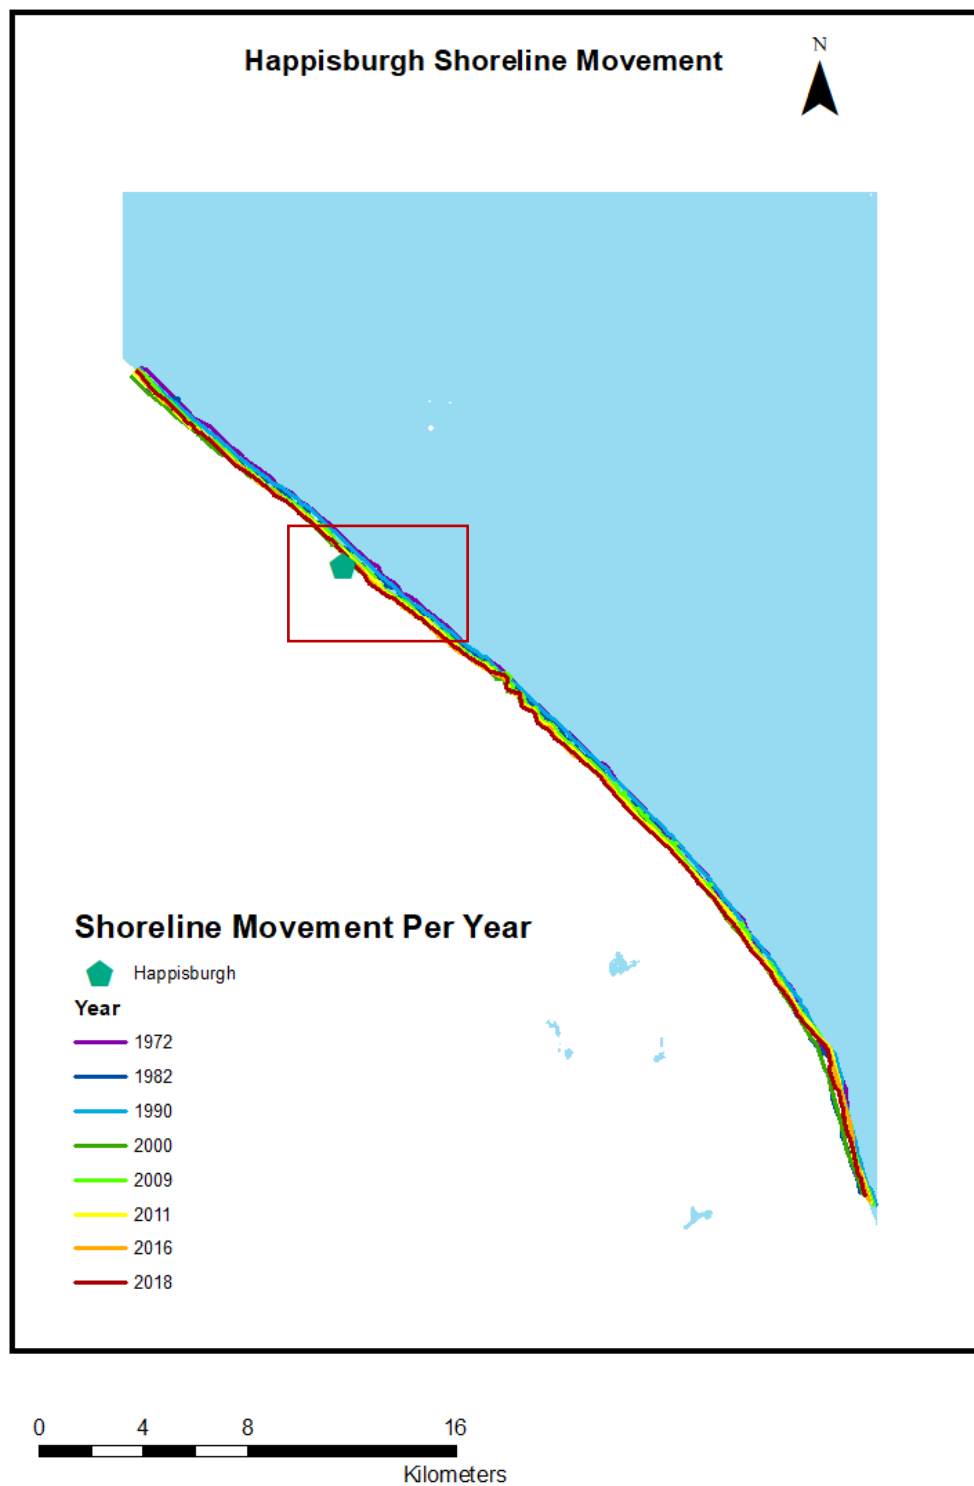 Happisburgh Shoreline Movement
N
Shoreline Movement Per Year
Happisburgh
Year
1972
1982
1990
2000
2009
2011
2016
2018
0 4 8 16
Kilometers